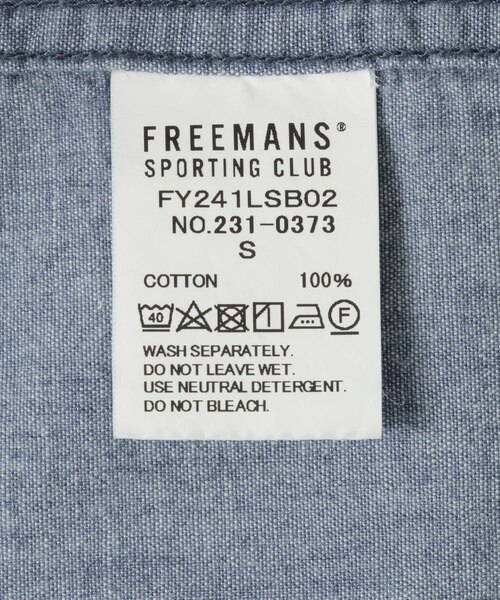 FREEMANS®
SPORTING CLUB
FY241LSB02
NO.231-0373
S
COTTON 100%
40 F
WASH SEPARATELY.
DO NOT LEAVE WET.
USE NEUTRAL DETERGENT.
DO NOT BLEACH.